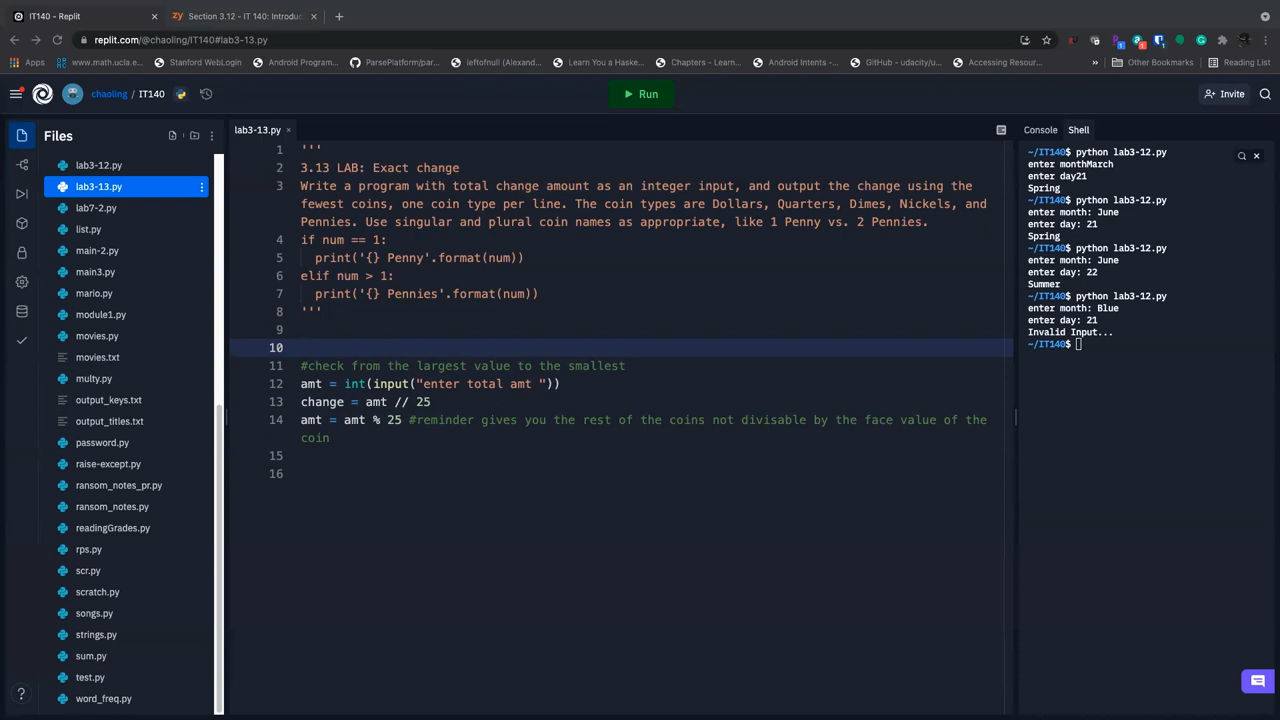 IT140 - Replit
Section 3.12 - IT 140: Introduc
replit.com/@chaoling/IT140#lab3-13.py
Apps www.math.ucla.e... Stanford WebLogin Android Program... ParsePlatform/par... leftofnull (Alexand... Learn You a Haske... Chapters - Learn... Android Intents -... GitHub - udacity/u... Accessing Resour... » Other Bookmarks Reading List
chaoling / IT140
Run
Invite
Files
lab3-12.py
lab3-13.py
lab7-2.py
list.py
main-2.py
main3.py
mario.py
module1.py
movies.py
movies.txt
multy.py
output_keys.txt
output_titles.txt
password.py
raise-except.py
ransom_notes_pr.py
ransom_notes.py
readingGrades.py
rps.py
scr.py
scratch.py
songs.py
strings.py
sum.py
test.py
word_freq.py
lab3-13.py
1 '''
2 3.13 LAB: Exact change
3 Write a program with total change amount as an integer input, and output the change using the
fewest coins, one coin type per line. The coin types are Dollars, Quarters, Dimes, Nickels, and
Pennies. Use singular and plural coin names as appropriate, like 1 Penny vs. 2 Pennies.
4 if num == 1:
5 print('{} Penny'.format(num))
6 elif num > 1:
7 print('{} Pennies'.format(num))
8 '''
9
10
11 #check from the largest value to the smallest
12 amt = int(input("enter total amt "))
13 change = amt // 25
14 amt = amt % 25 #reminder gives you the rest of the coins not divisable by the face value of the
coin
15
16
Console Shell
~/IT140$ python lab3-12.py
enter monthMarch
enter day21
Spring
~/IT140$ python lab3-12.py
enter month: June
enter day: 21
Spring
~/IT140$ python lab3-12.py
enter month: June
enter day: 22
Summer
~/IT140$ python lab3-12.py
enter month: Blue
enter day: 21
Invalid Input...
~/IT140$